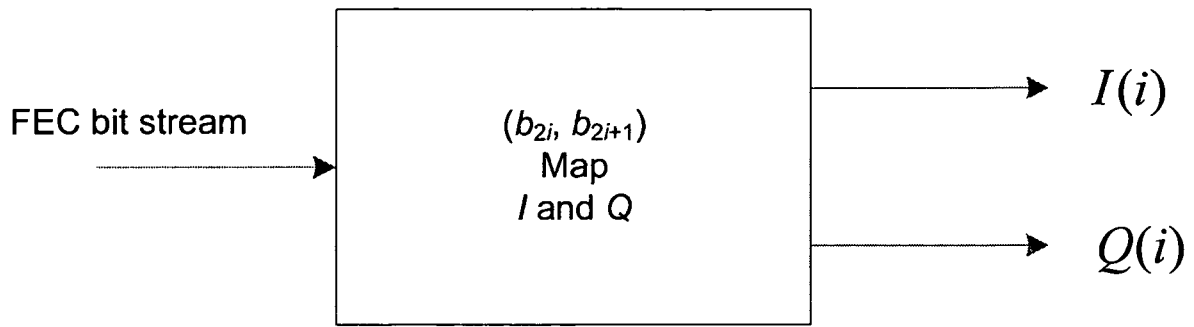 FEC bit stream
(b₂ᵢ, b₂ᵢ₊₁)
Map
I and Q
I(i)
Q(i)